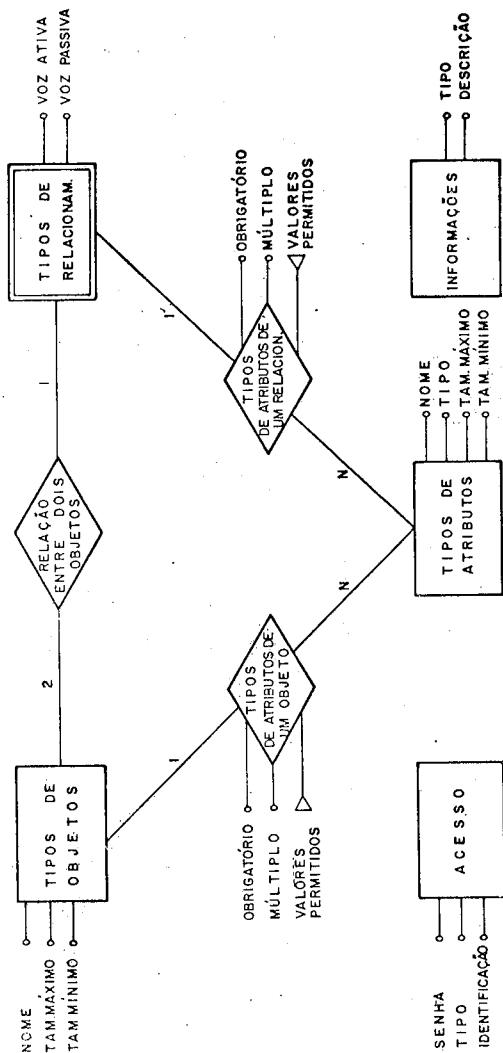 NOME
TAM.MÁXIMO
TAM.MÍNIMO
TIPOS DE
OBJETOS
2
RELAÇÃO
ENTRE DOIS
OBJETOS
1
TIPOS DE
RELACIONAM.
VOZ ATIVA
VOZ PASSIVA
1
TIPOS
DE ATRIBUTOS DE
UM OBJETO
OBRIGATÓRIO
MÚLTIPLO
VALORES
PERMITIDOS
N
1
TIPOS
DE ATRIBUTOS DE
UM RELACION.
OBRIGATÓRIO
MÚLTIPLO
VALORES
PERMITIDOS
N
SENHA
TIPO
IDENTIFICAÇÃO
ACESSO
TIPOS DE
ATRIBUTOS
NOME
TIPO
TAM.MÁXIMO
TAM.MÍNIMO
INFORMAÇÕES
TIPO
DESCRIÇÃO